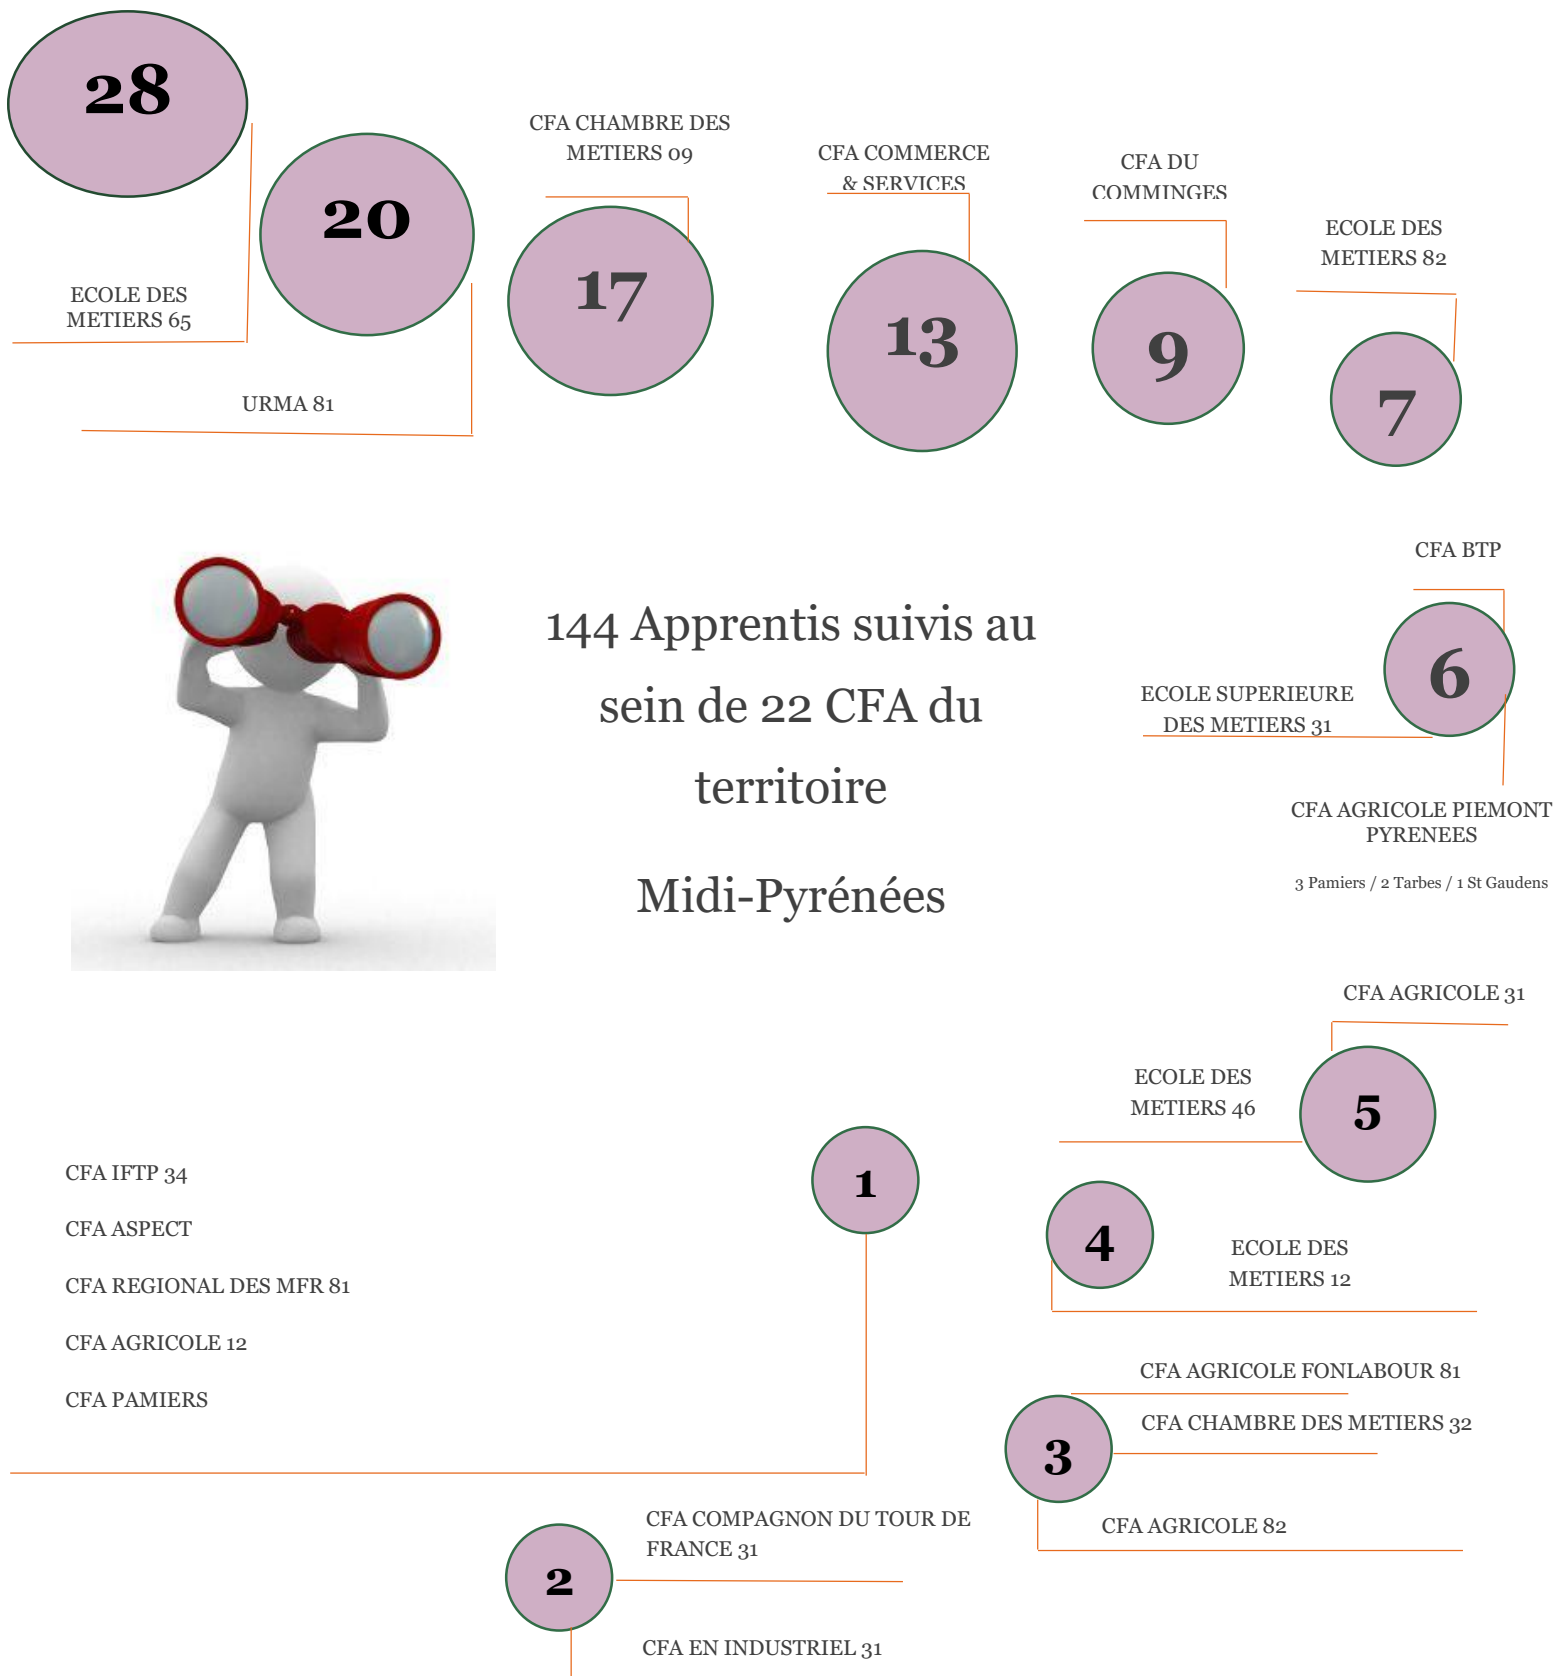 28
ECOLE DES
METIERS 65
20
URMA 81
CFA CHAMBRE DES
METIERS 09
17
CFA COMMERCE
& SERVICES
13
CFA DU
COMMINGES
9
ECOLE DES
METIERS 82
7
144 Apprentis suivis au
sein de 22 CFA du
territoire
Midi-Pyrénées
CFA BTP
6
ECOLE SUPERIEURE
DES METIERS 31
CFA AGRICOLE PIEMONT
PYRENEES
3 Pamiers / 2 Tarbes / 1 St Gaudens
CFA AGRICOLE 31
ECOLE DES
METIERS 46
5
4
ECOLE DES
METIERS 12
CFA AGRICOLE FONLABOUR 81
CFA CHAMBRE DES METIERS 32
3
CFA AGRICOLE 82
1
CFA IFTP 34
CFA ASPECT
CFA REGIONAL DES MFR 81
CFA AGRICOLE 12
CFA PAMIERS
CFA COMPAGNON DU TOUR DE
FRANCE 31
2
CFA EN INDUSTRIEL 31